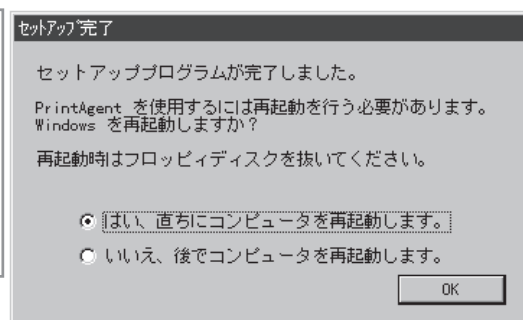 セットアップ完了
セットアッププログラムが完了しました。
PrintAgent を使用するには再起動を行う必要があります。
Windows を再起動しますか?
再起動時はフロッピィディスクを抜いてください。
はい、直ちにコンピュータを再起動します。
いいえ、後でコンピュータを再起動します。
OK